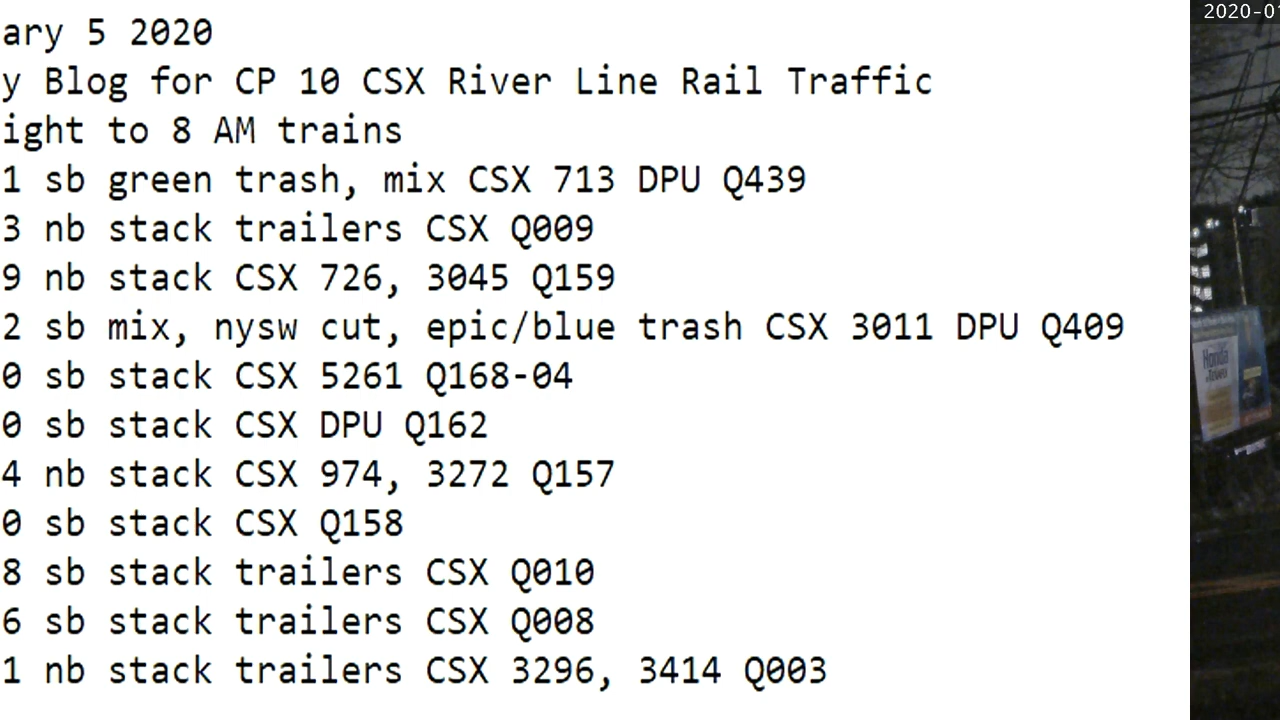 ary 5 2020
y Blog for CP 10 CSX River Line Rail Traffic
ight to 8 AM trains
1 sb green trash, mix CSX 713 DPU Q439
3 nb stack trailers CSX Q009
9 nb stack CSX 726, 3045 Q159
2 sb mix, nysw cut, epic/blue trash CSX 3011 DPU Q409
0 sb stack CSX 5261 Q168-04
0 sb stack CSX DPU Q162
4 nb stack CSX 974, 3272 Q157
0 sb stack CSX Q158
8 sb stack trailers CSX Q010
6 sb stack trailers CSX Q008
1 nb stack trailers CSX 3296, 3414 Q003
2020-01
Honda